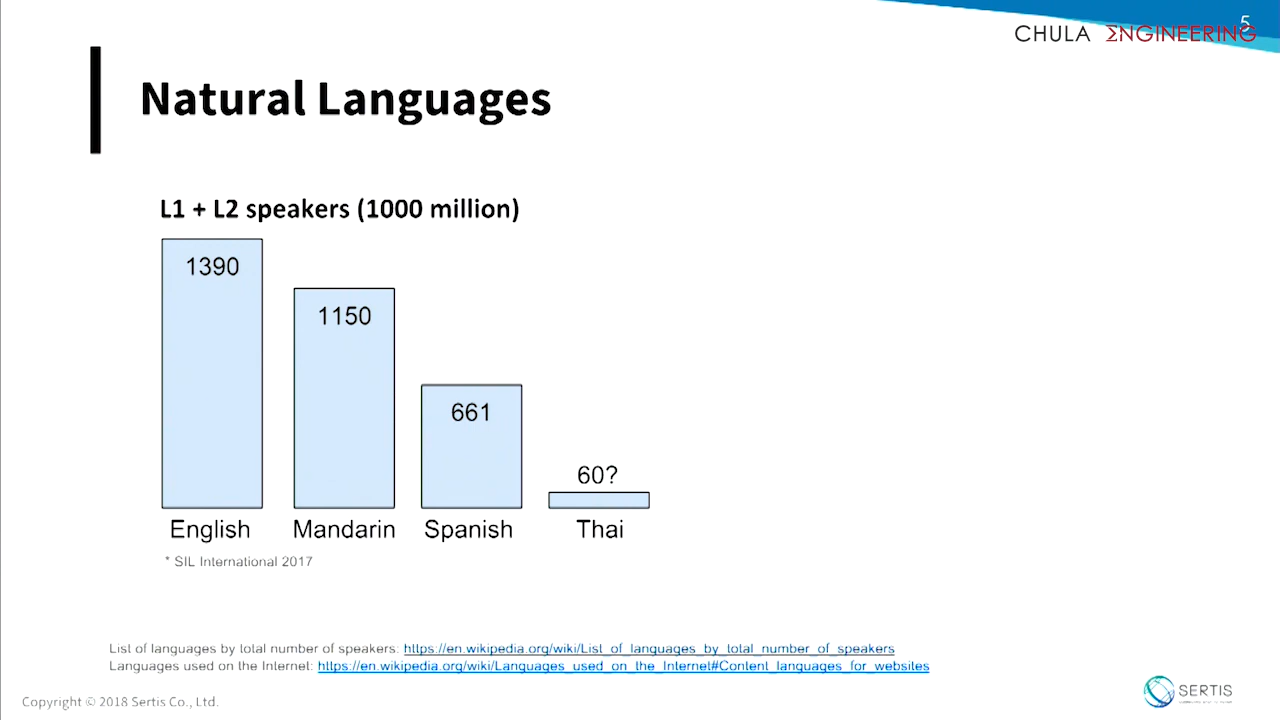 5
CHULA ΣNGINEERING
Natural Languages
L1 + L2 speakers (1000 million)
1390
1150
661
60?
English Mandarin Spanish Thai
* SIL International 2017
List of languages by total number of speakers: https://en.wikipedia.org/wiki/List_of_languages_by_total_number_of_speakers
Languages used on the Internet: https://en.wikipedia.org/wiki/Languages_used_on_the_Internet#Content_languages_for_websites
Copyright © 2018 Sertis Co., Ltd.
SERTIS